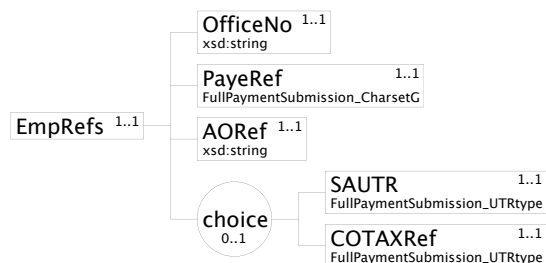 OfficeNo 1..1
xsd:string
PayeRef 1..1
FullPaymentSubmission_CharsetG
EmpRefs 1..1
AORef 1..1
xsd:string
choice
0..1
SAUTR 1..1
FullPaymentSubmission_UTRtype
COTAXRef 1..1
FullPaymentSubmission_UTRtype